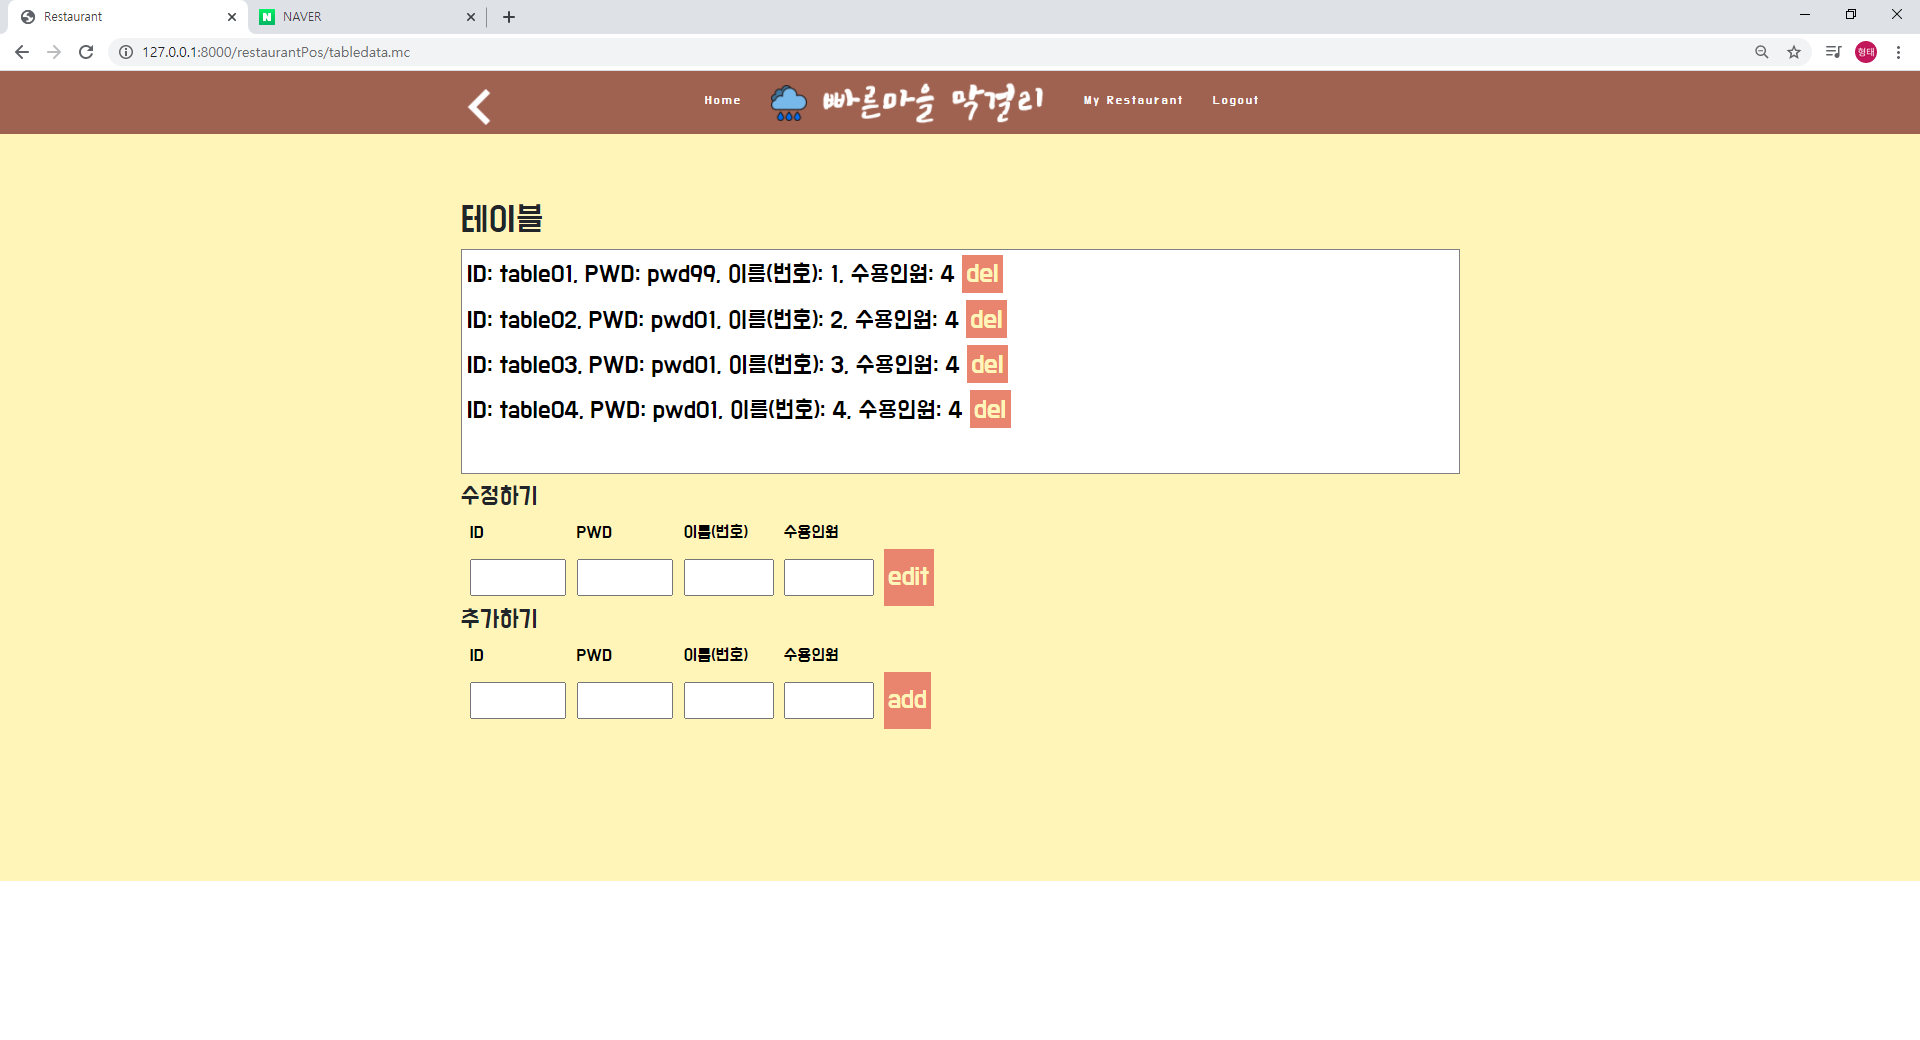 Restaurant
NAVER
127.0.0.1:8000/restaurantPos/tabledata.mc
형태
Home
빠른마을 막걸리
My Restaurant
Logout
테이블
ID: table01, PWD: pwd99, 이름(번호): 1, 수용인원: 4 del
ID: table02, PWD: pwd01, 이름(번호): 2, 수용인원: 4 del
ID: table03, PWD: pwd01, 이름(번호): 3, 수용인원: 4 del
ID: table04, PWD: pwd01, 이름(번호): 4, 수용인원: 4 del
수정하기
ID PWD 이름(번호) 수용인원
edit
추가하기
ID PWD 이름(번호) 수용인원
add